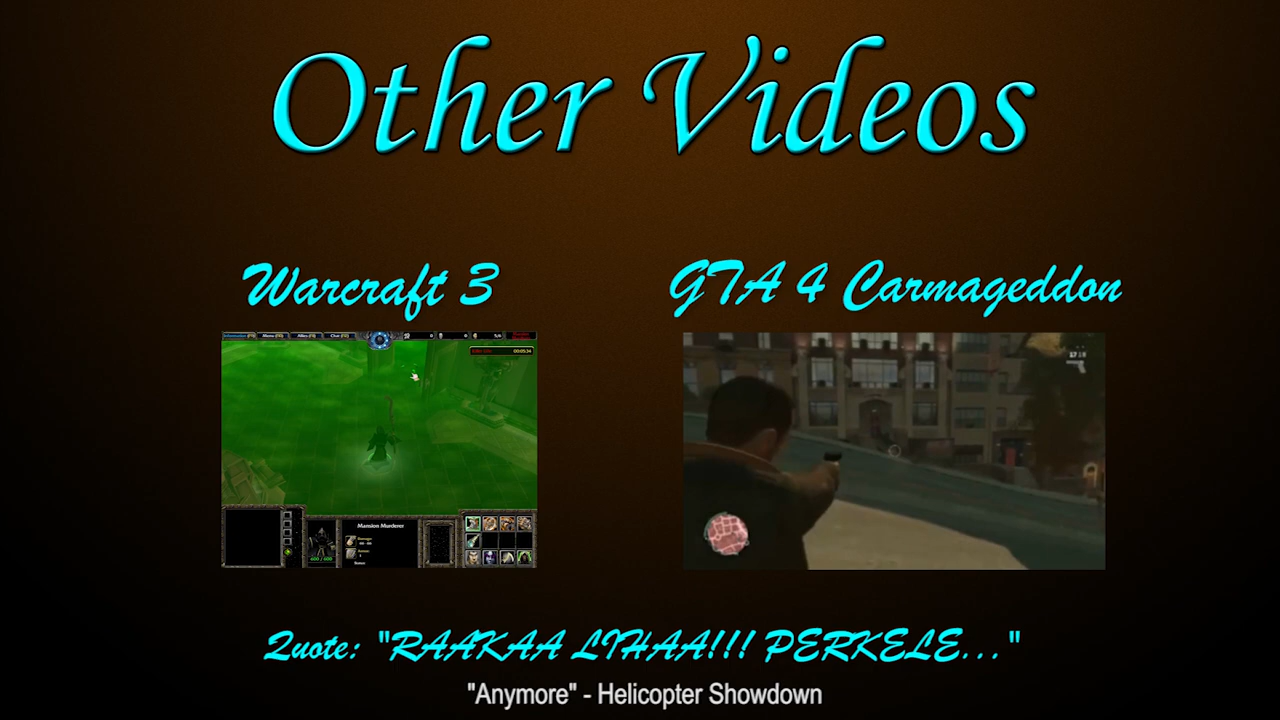 Other Videos
Warcraft 3
GTA 4 Carmageddon
Mansion Murderer
Quote: "RAAKAA LIHAA!!! PERKELE..."
"Anymore" - Helicopter Showdown